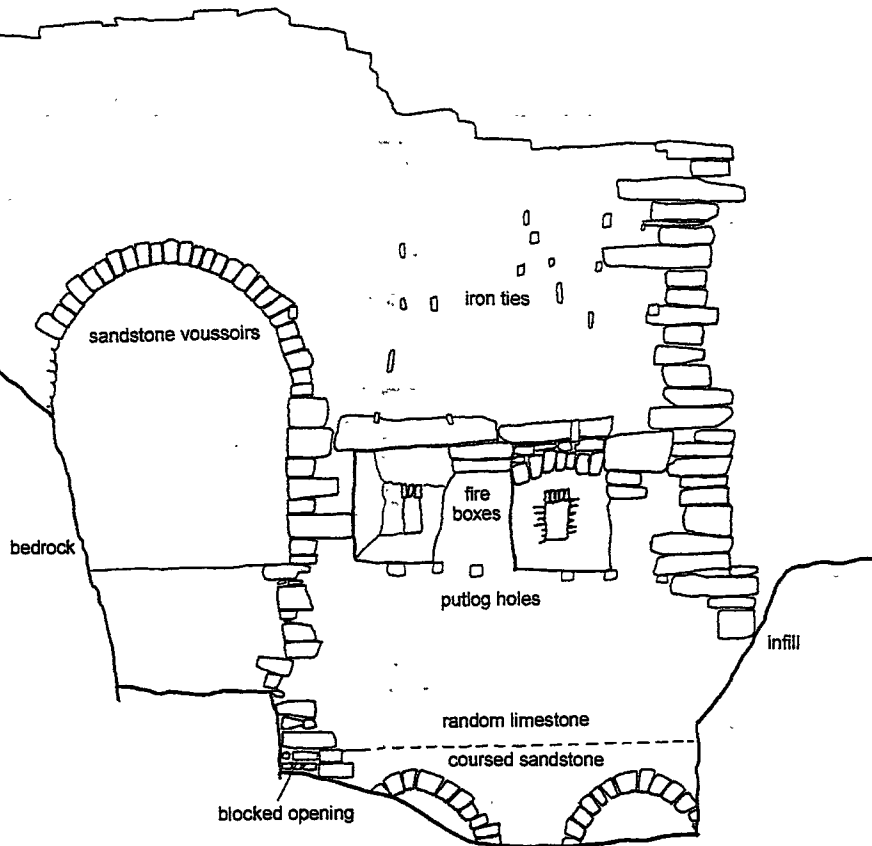 iron ties
sandstone voussoirs
fire
boxes
bedrock
putlog holes
infill
random limestone
coursed sandstone
blocked opening